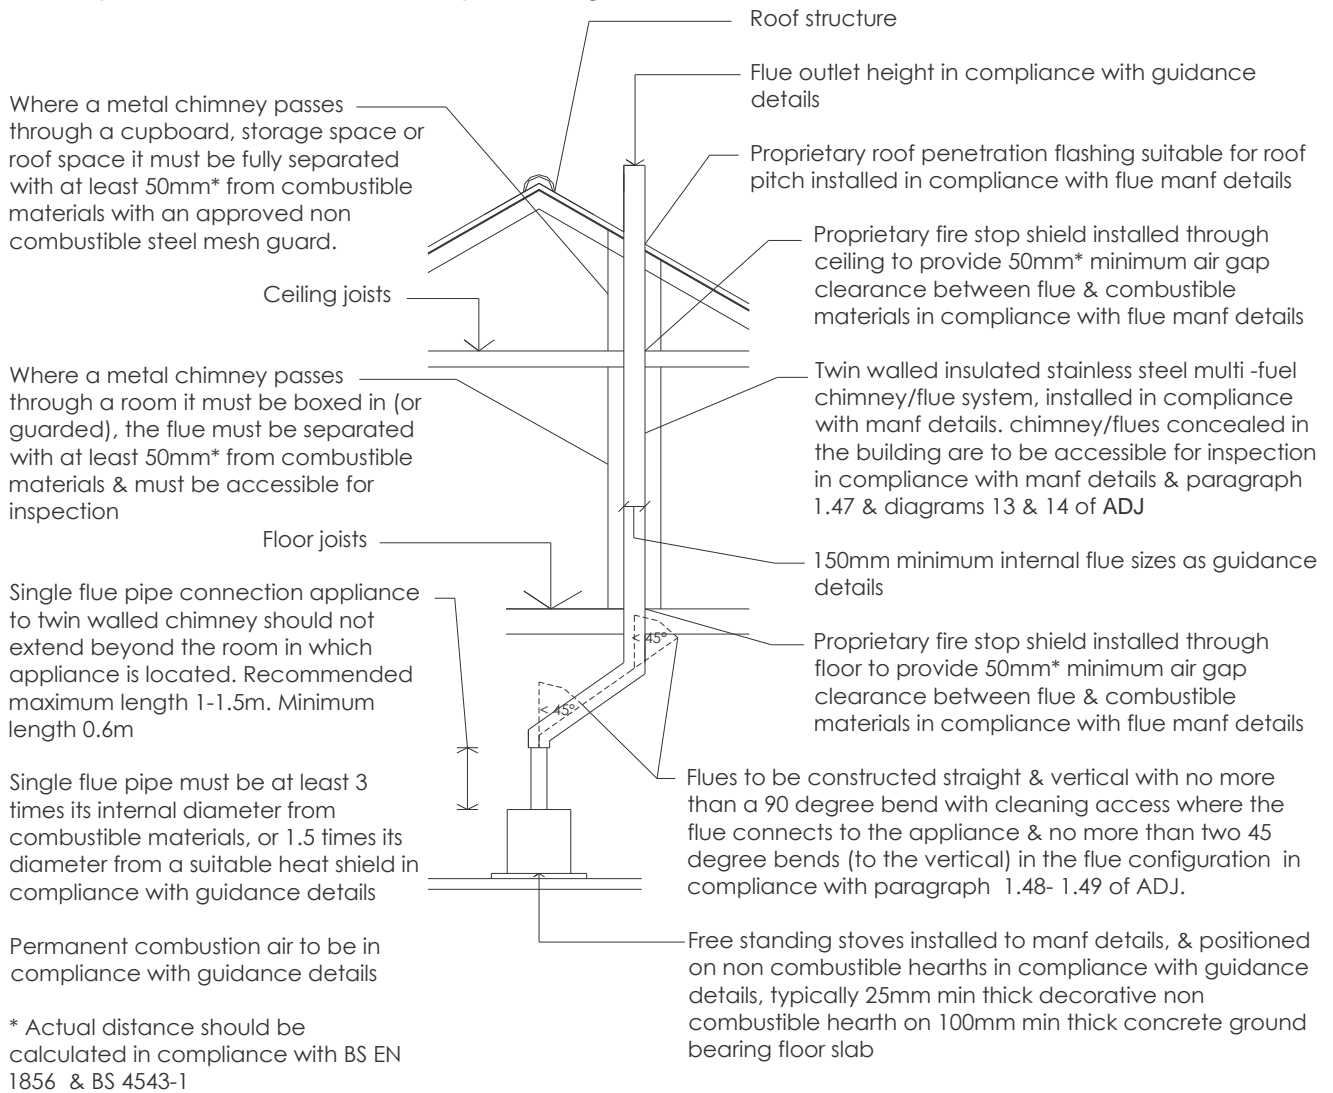 Roof structure
Flue outlet height in compliance with guidance
details
Where a metal chimney passes
through a cupboard, storage space or
roof space it must be fully separated
with at least 50mm* from combustible
materials with an approved non
combustible steel mesh guard.
Proprietary roof penetration flashing suitable for roof
pitch installed in compliance with flue manf details
Proprietary fire stop shield installed through
ceiling to provide 50mm* minimum air gap
clearance between flue & combustible
materials in compliance with flue manf details
Ceiling joists
Where a metal chimney passes
through a room it must be boxed in (or
guarded), the flue must be separated
with at least 50mm* from combustible
materials & must be accessible for
inspection
Twin walled insulated stainless steel multi -fuel
chimney/flue system, installed in compliance
with manf details. chimney/flues concealed in
the building are to be accessible for inspection
in compliance with manf details & paragraph
1.47 & diagrams 13 & 14 of ADJ
Floor joists
150mm minimum internal flue sizes as guidance
details
Single flue pipe connection appliance
to twin walled chimney should not
extend beyond the room in which
appliance is located. Recommended
maximum length 1-1.5m. Minimum
length 0.6m
45°
45°
Proprietary fire stop shield installed through
floor to provide 50mm* minimum air gap
clearance between flue & combustible
materials in compliance with flue manf details
Single flue pipe must be at least 3
times its internal diameter from
combustible materials, or 1.5 times its
diameter from a suitable heat shield in
compliance with guidance details
Flues to be constructed straight & vertical with no more
than a 90 degree bend with cleaning access where the
flue connects to the appliance & no more than two 45
degree bends (to the vertical) in the flue configuration in
compliance with paragraph 1.48- 1.49 of ADJ.
Permanent combustion air to be in
compliance with guidance details
Free standing stoves installed to manf details, & positioned
on non combustible hearths in compliance with guidance
details, typically 25mm min thick decorative non
combustible hearth on 100mm min thick concrete ground
bearing floor slab
* Actual distance should be
calculated in compliance with BS EN
1856 & BS 4543-1